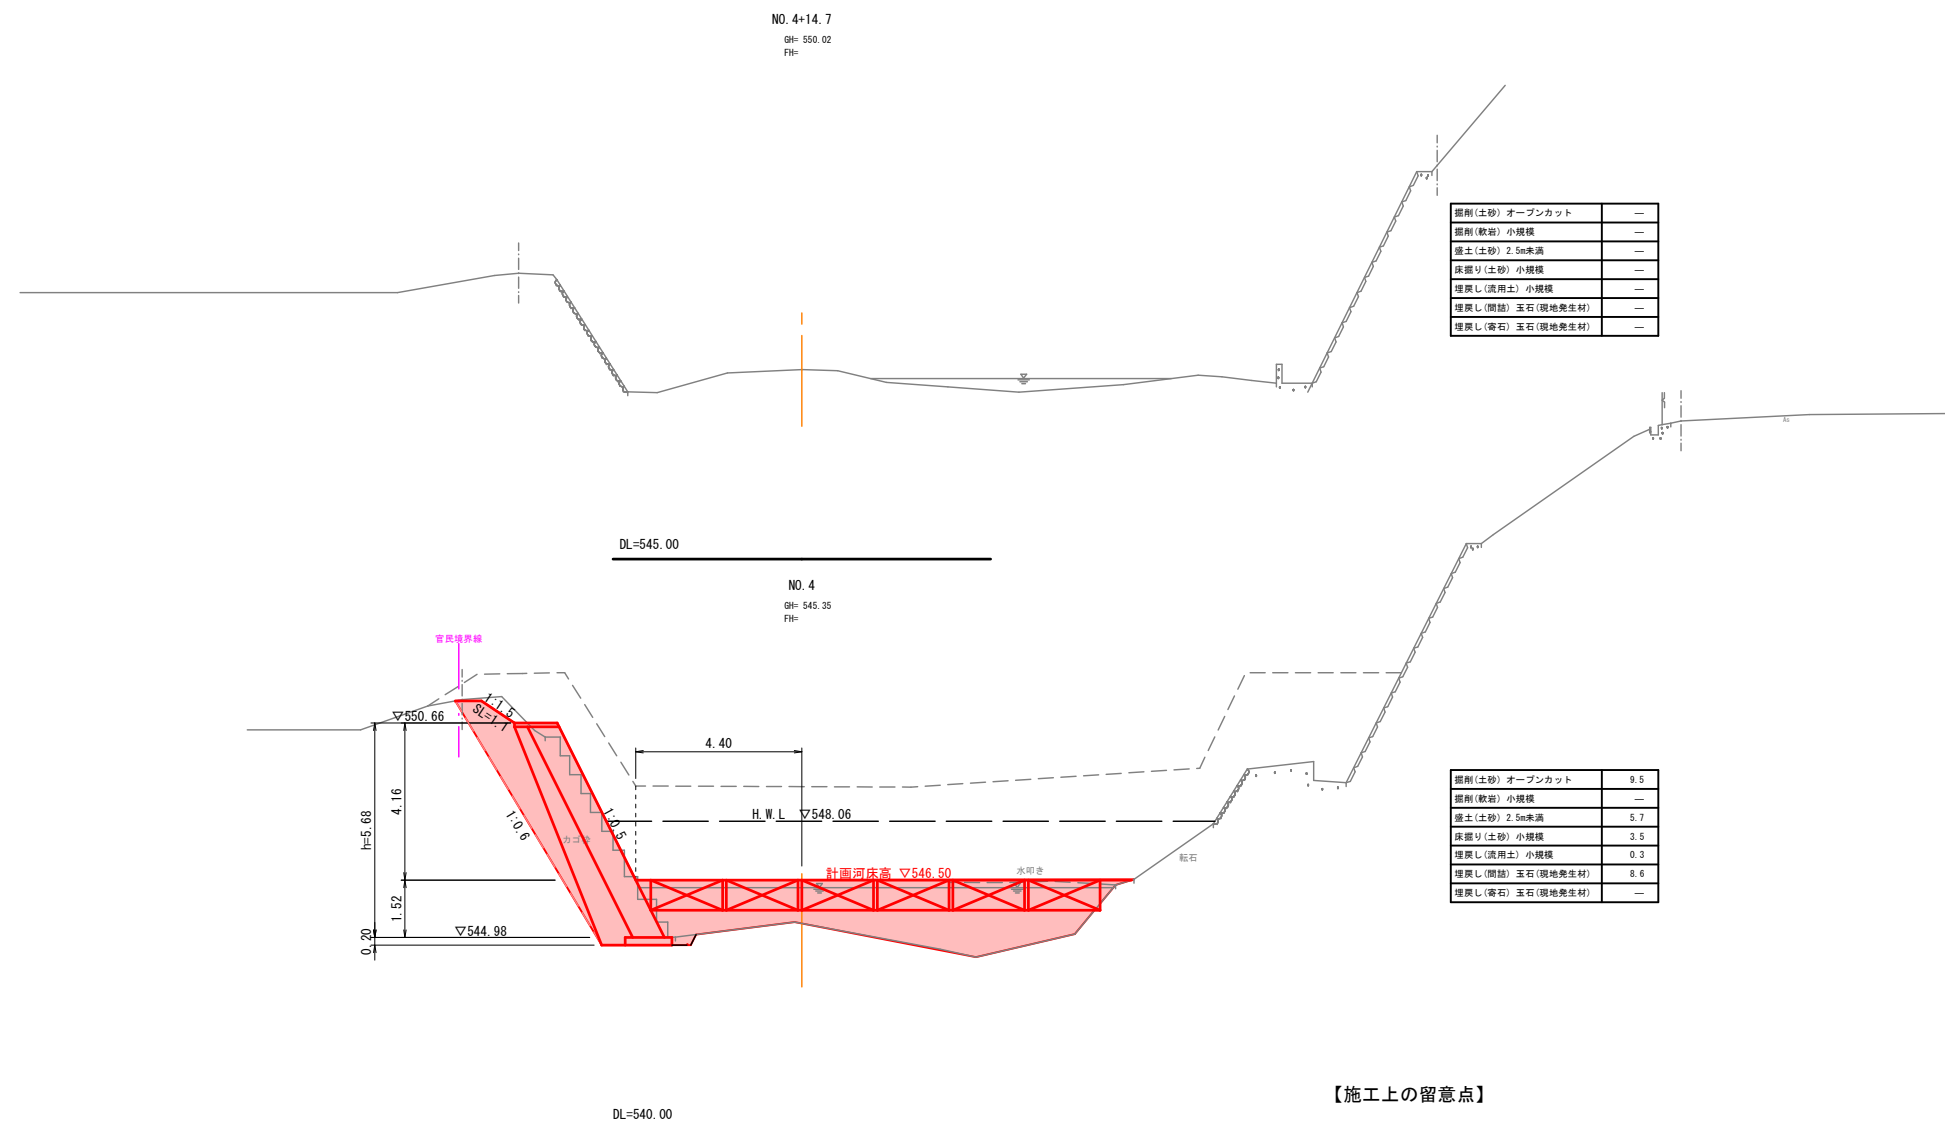 NO.4+14.7
GH= 550.02
FH=
掘削(土砂) オープンカット —
掘削(軟岩) 小規模 —
盛土(土砂) 2.5m未満 —
床掘り(土砂) 小規模 —
埋戻し(流用土) 小規模 —
埋戻し(間詰) 玉石(現地発生材) —
埋戻し(寄石) 玉石(現地発生材) —
As
DL=545.00
NO.4
GH= 545.35
FH=
官民境界線
1:1.5
SL=1.1
▽550.66
4.40
4.16
h=5.68
H.W.L ▽548.06
1:0.6
1:0.5
転石
水叩き
計画河床高 ▽546.50
1.52
▽544.98
0.20
掘削(土砂) オープンカット 9.5
掘削(軟岩) 小規模 —
盛土(土砂) 2.5m未満 5.7
床掘り(土砂) 小規模 3.5
埋戻し(流用土) 小規模 0.3
埋戻し(間詰) 玉石(現地発生材) 8.6
埋戻し(寄石) 玉石(現地発生材) —
【施工上の留意点】
DL=540.00